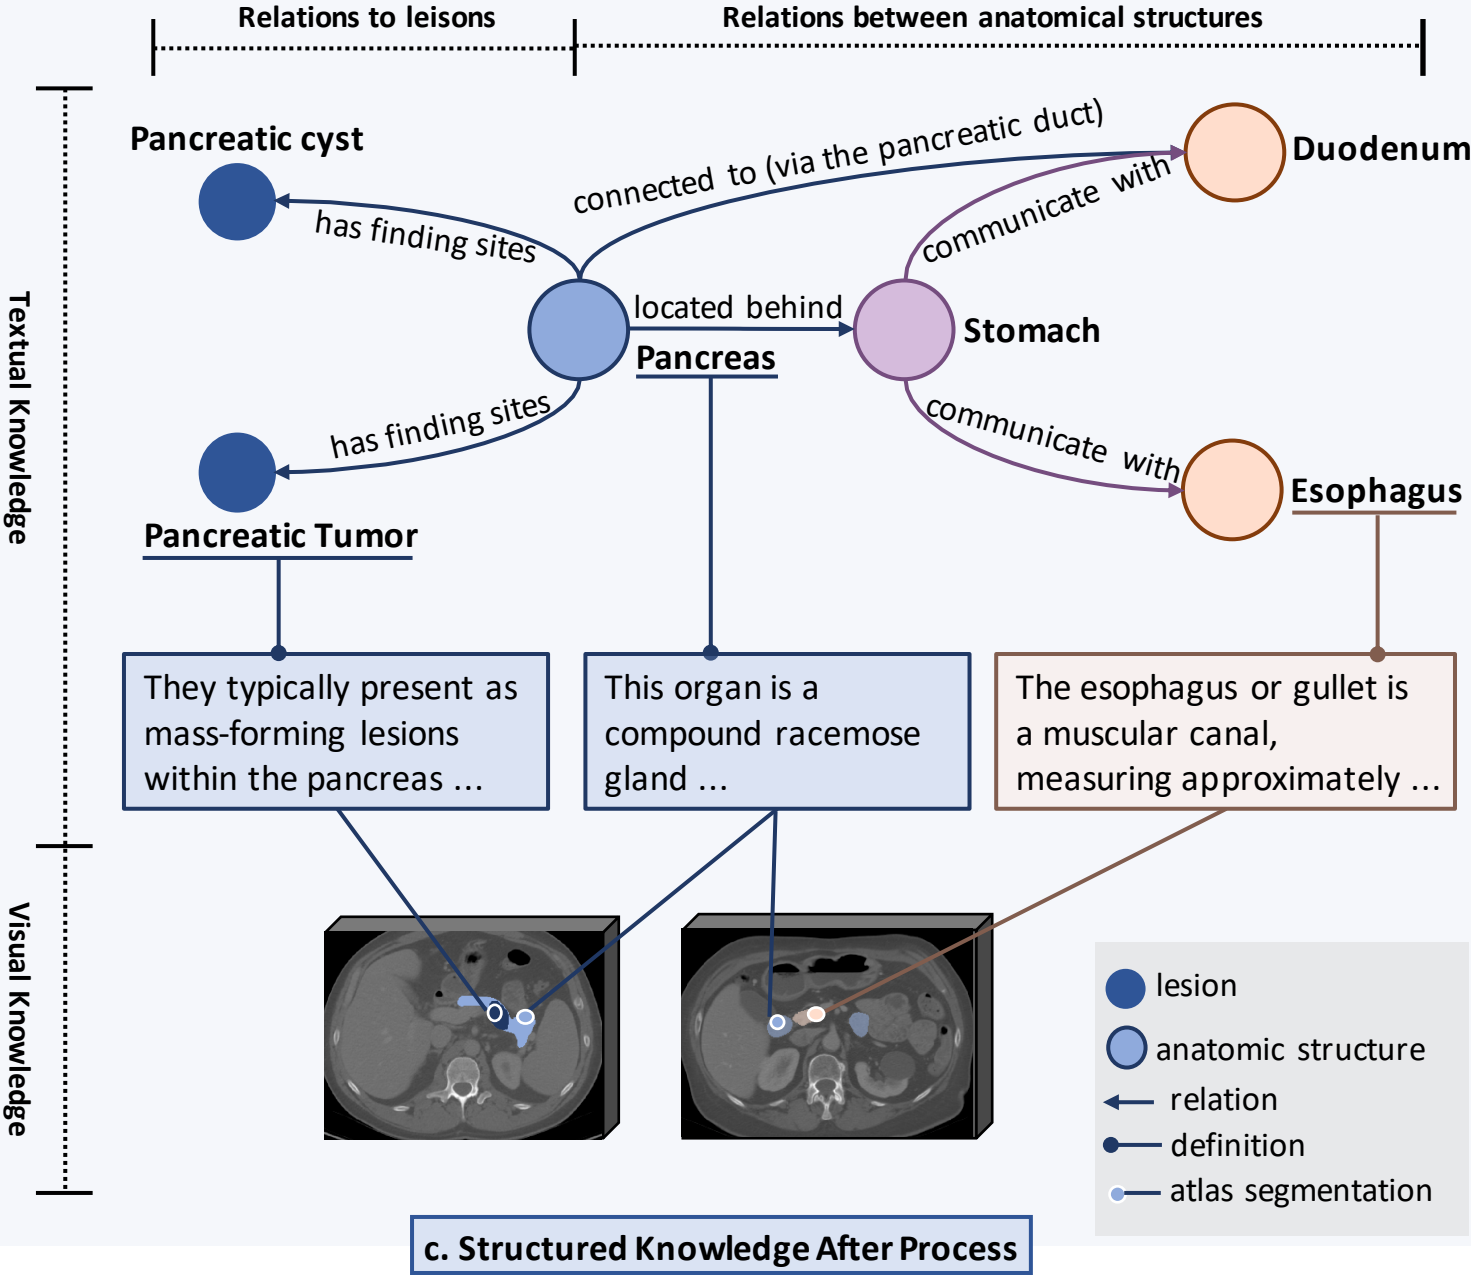 Relations to leisons
Relations between anatomical structures
Textual Knowledge
Visual Knowledge
Pancreatic cyst
has finding sites
connected to (via the pancreatic duct)
communicate with
Duodenum
located behind
Pancreas
Stomach
has finding sites
communicate with
Pancreatic Tumor
Esophagus
They typically present as
mass-forming lesions
within the pancreas ...
This organ is a
compound racemose
gland ...
The esophagus or gullet is
a muscular canal,
measuring approximately ...
lesion
anatomic structure
relation
definition
atlas segmentation
c. Structured Knowledge After Process